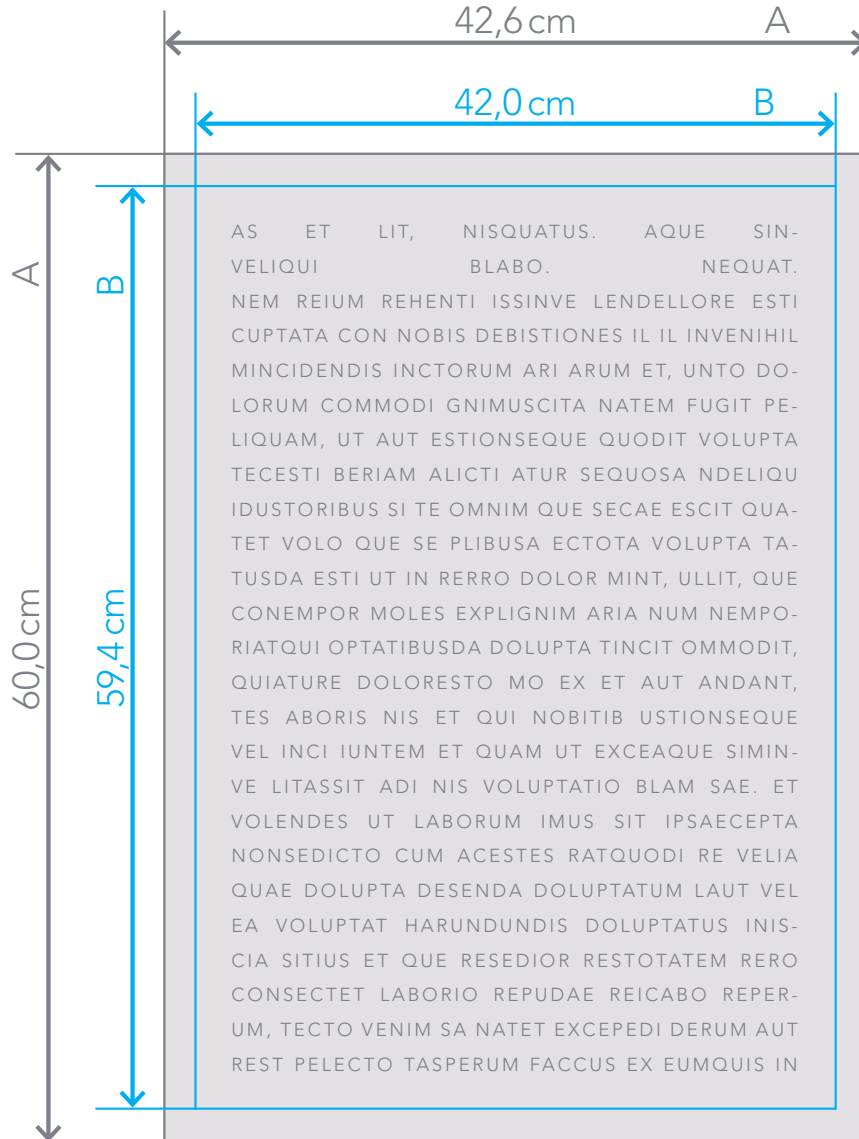 42,6 cm A
42,0 cm B
A
B
60,0 cm
59,4 cm
AS ET LIT, NISQUATUS. AQUE SIN-
VELIQUI BLABO. NEQUAT.
NEM REIUM REHENTI ISSINVE LENDELLORE ESTI
CUPTATA CON NOBIS DEBISTIONES IL IL INVENIHIL
MINCIDENDIS INCTORUM ARI ARUM ET, UNTO DO-
LORUM COMMODI GNIMUSCITA NATEM FUGIT PE-
LIQUAM, UT AUT ESTIONSEQUE QUODIT VOLUPTA
TECESTI BERIAM ALICTI ATUR SEQUOSA NDELIQU
IDUSTORIBUS SI TE OMNIM QUE SECAE ESCIT QUA-
TET VOLO QUE SE PLIBUSA ECTOTA VOLUPTA TA-
TUSDA ESTI UT IN RERRO DOLOR MINT, ULLIT, QUE
CONEMPOR MOLES EXPLIGNIM ARIA NUM NEMPO-
RIATQUI OPTATIBUSDA DOLUPTA TINCIT OMMODIT,
QUIATURE DOLORESTO MO EX ET AUT ANDANT,
TES ABORIS NIS ET QUI NOBITIB USTIONSEQUE
VEL INCI IUNTEM ET QUAM UT EXCEAQUE SIMIN-
VE LITASSIT ADI NIS VOLUPTATIO BLAM SAE. ET
VOLENDES UT LABORUM IMUS SIT IPSAECEPTA
NONSEDICTO CUM ACESTES RATQUODI RE VELIA
QUAE DOLUPTA DESENDA DOLUPTATUM LAUT VEL
EA VOLUPTAT HARUNDUNDIS DOLUPTATUS INIS-
CIA SITIUS ET QUE RESEDIOR RESTOTATEM RERO
CONSECTET LABORIO REPUDAE REICABO REPER-
UM, TECTO VENIM SA NATET EXCEPEDI DERUM AUT
REST PELECTO TASPERUM FACCUS EX EUMQUIS IN